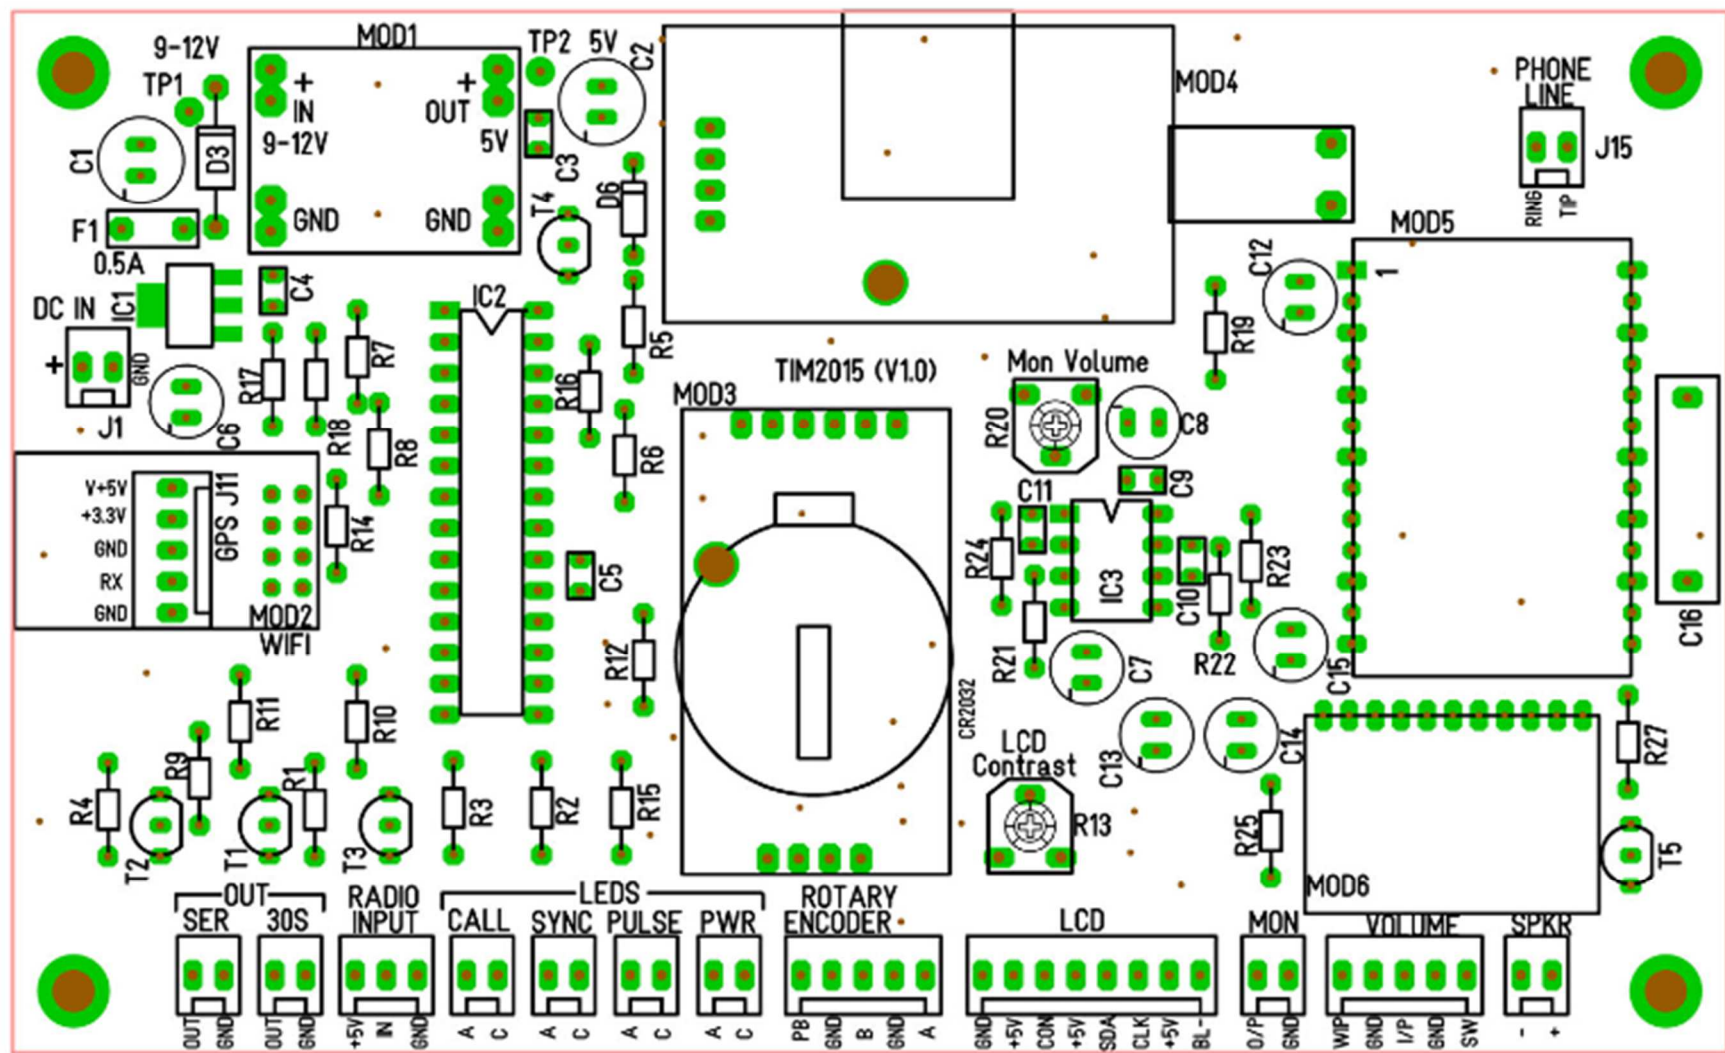 9-12V
TP1
C1
D3
F1
0.5A
MOD1
+
IN
9-12V
GND
+
OUT
5V
GND
TP2
5V
C2
C3
T4
D6
R5
MOD4
PHONE
LINE
J15
RING
TIP
DC IN
+
GND
J1
IC1
C4
C6
R17
R18
R7
R8
IC2
R16
R6
TIM2015 (V1.0)
MOD3
Mon Volume
R20
C8
C9
C11
R19
C12
MOD5
1
C16
V+5V
+3.3V
GND
RX
GND
GPS J11
MOD2
WIFI
R14
C5
R12
CR2032
R24
IC3
C10
R23
R21
C7
R22
C15
C13
C14
R27
R11
R10
R9
R1
R4
T2
T1
T3
R3
R2
R15
LCD
Contrast
R13
R25
MOD6
T5
OUT
SER
30S
RADIO
INPUT
LEDS
CALL
SYNC
PULSE
PWR
ROTARY
ENCODER
LCD
MON
VOLUME
SPKR
OUT
GND
OUT
GND
+5V
IN
GND
A
C
A
C
A
C
A
C
PB
GND
B
GND
A
GND
+5V
CON
+5V
SDA
CLK
+5V
BL-
O/P
GND
WIP
GND
I/P
GND
SW
-
+